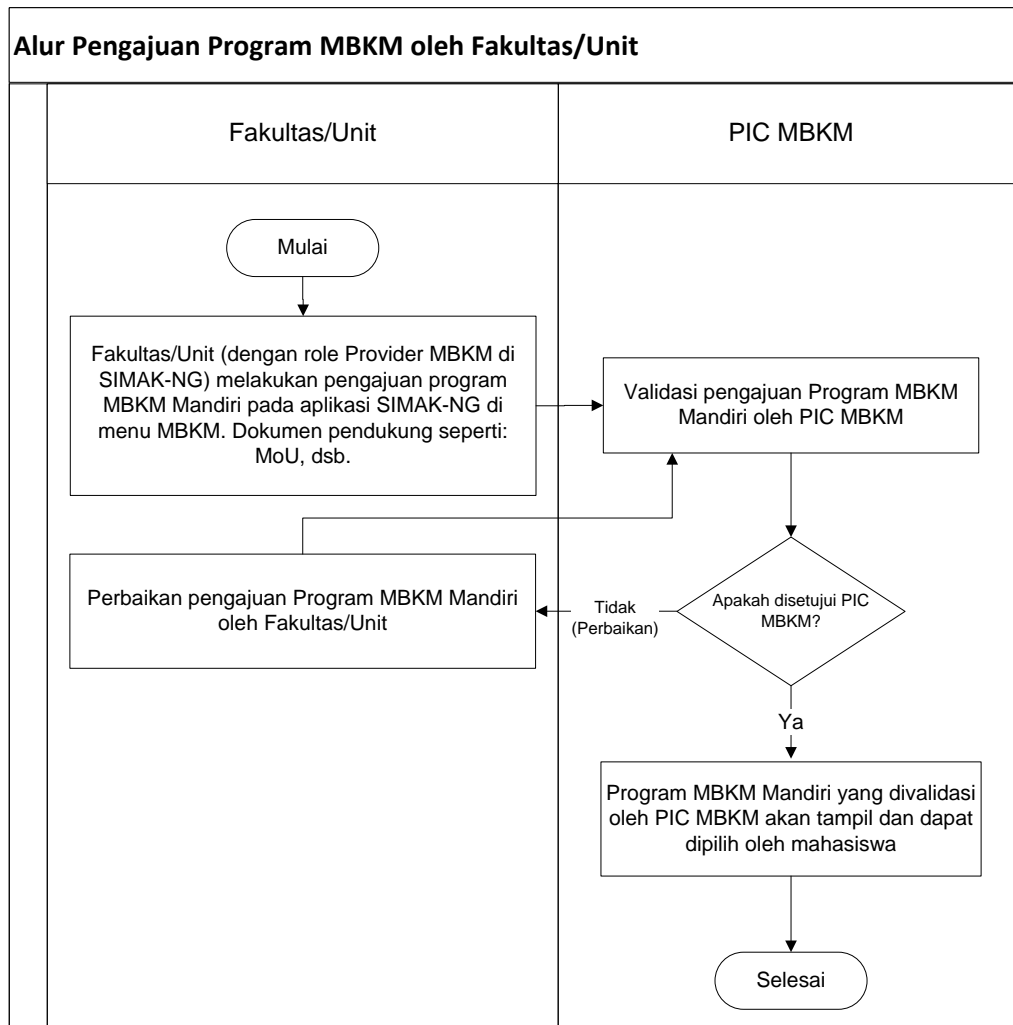 Alur Pengajuan Program MBKM oleh Fakultas/Unit
Fakultas/Unit
PIC MBKM
Mulai
Fakultas/Unit (dengan role Provider MBKM di
SIMAK-NG) melakukan pengajuan program
MBKM Mandiri pada aplikasi SIMAK-NG di
menu MBKM. Dokumen pendukung seperti:
MoU, dsb.
Validasi pengajuan Program MBKM
Mandiri oleh PIC MBKM
Perbaikan pengajuan Program MBKM Mandiri
oleh Fakultas/Unit
Tidak
(Perbaikan)
Apakah disetujui PIC
MBKM?
Ya
Program MBKM Mandiri yang divalidasi
oleh PIC MBKM akan tampil dan dapat
dipilih oleh mahasiswa
Selesai